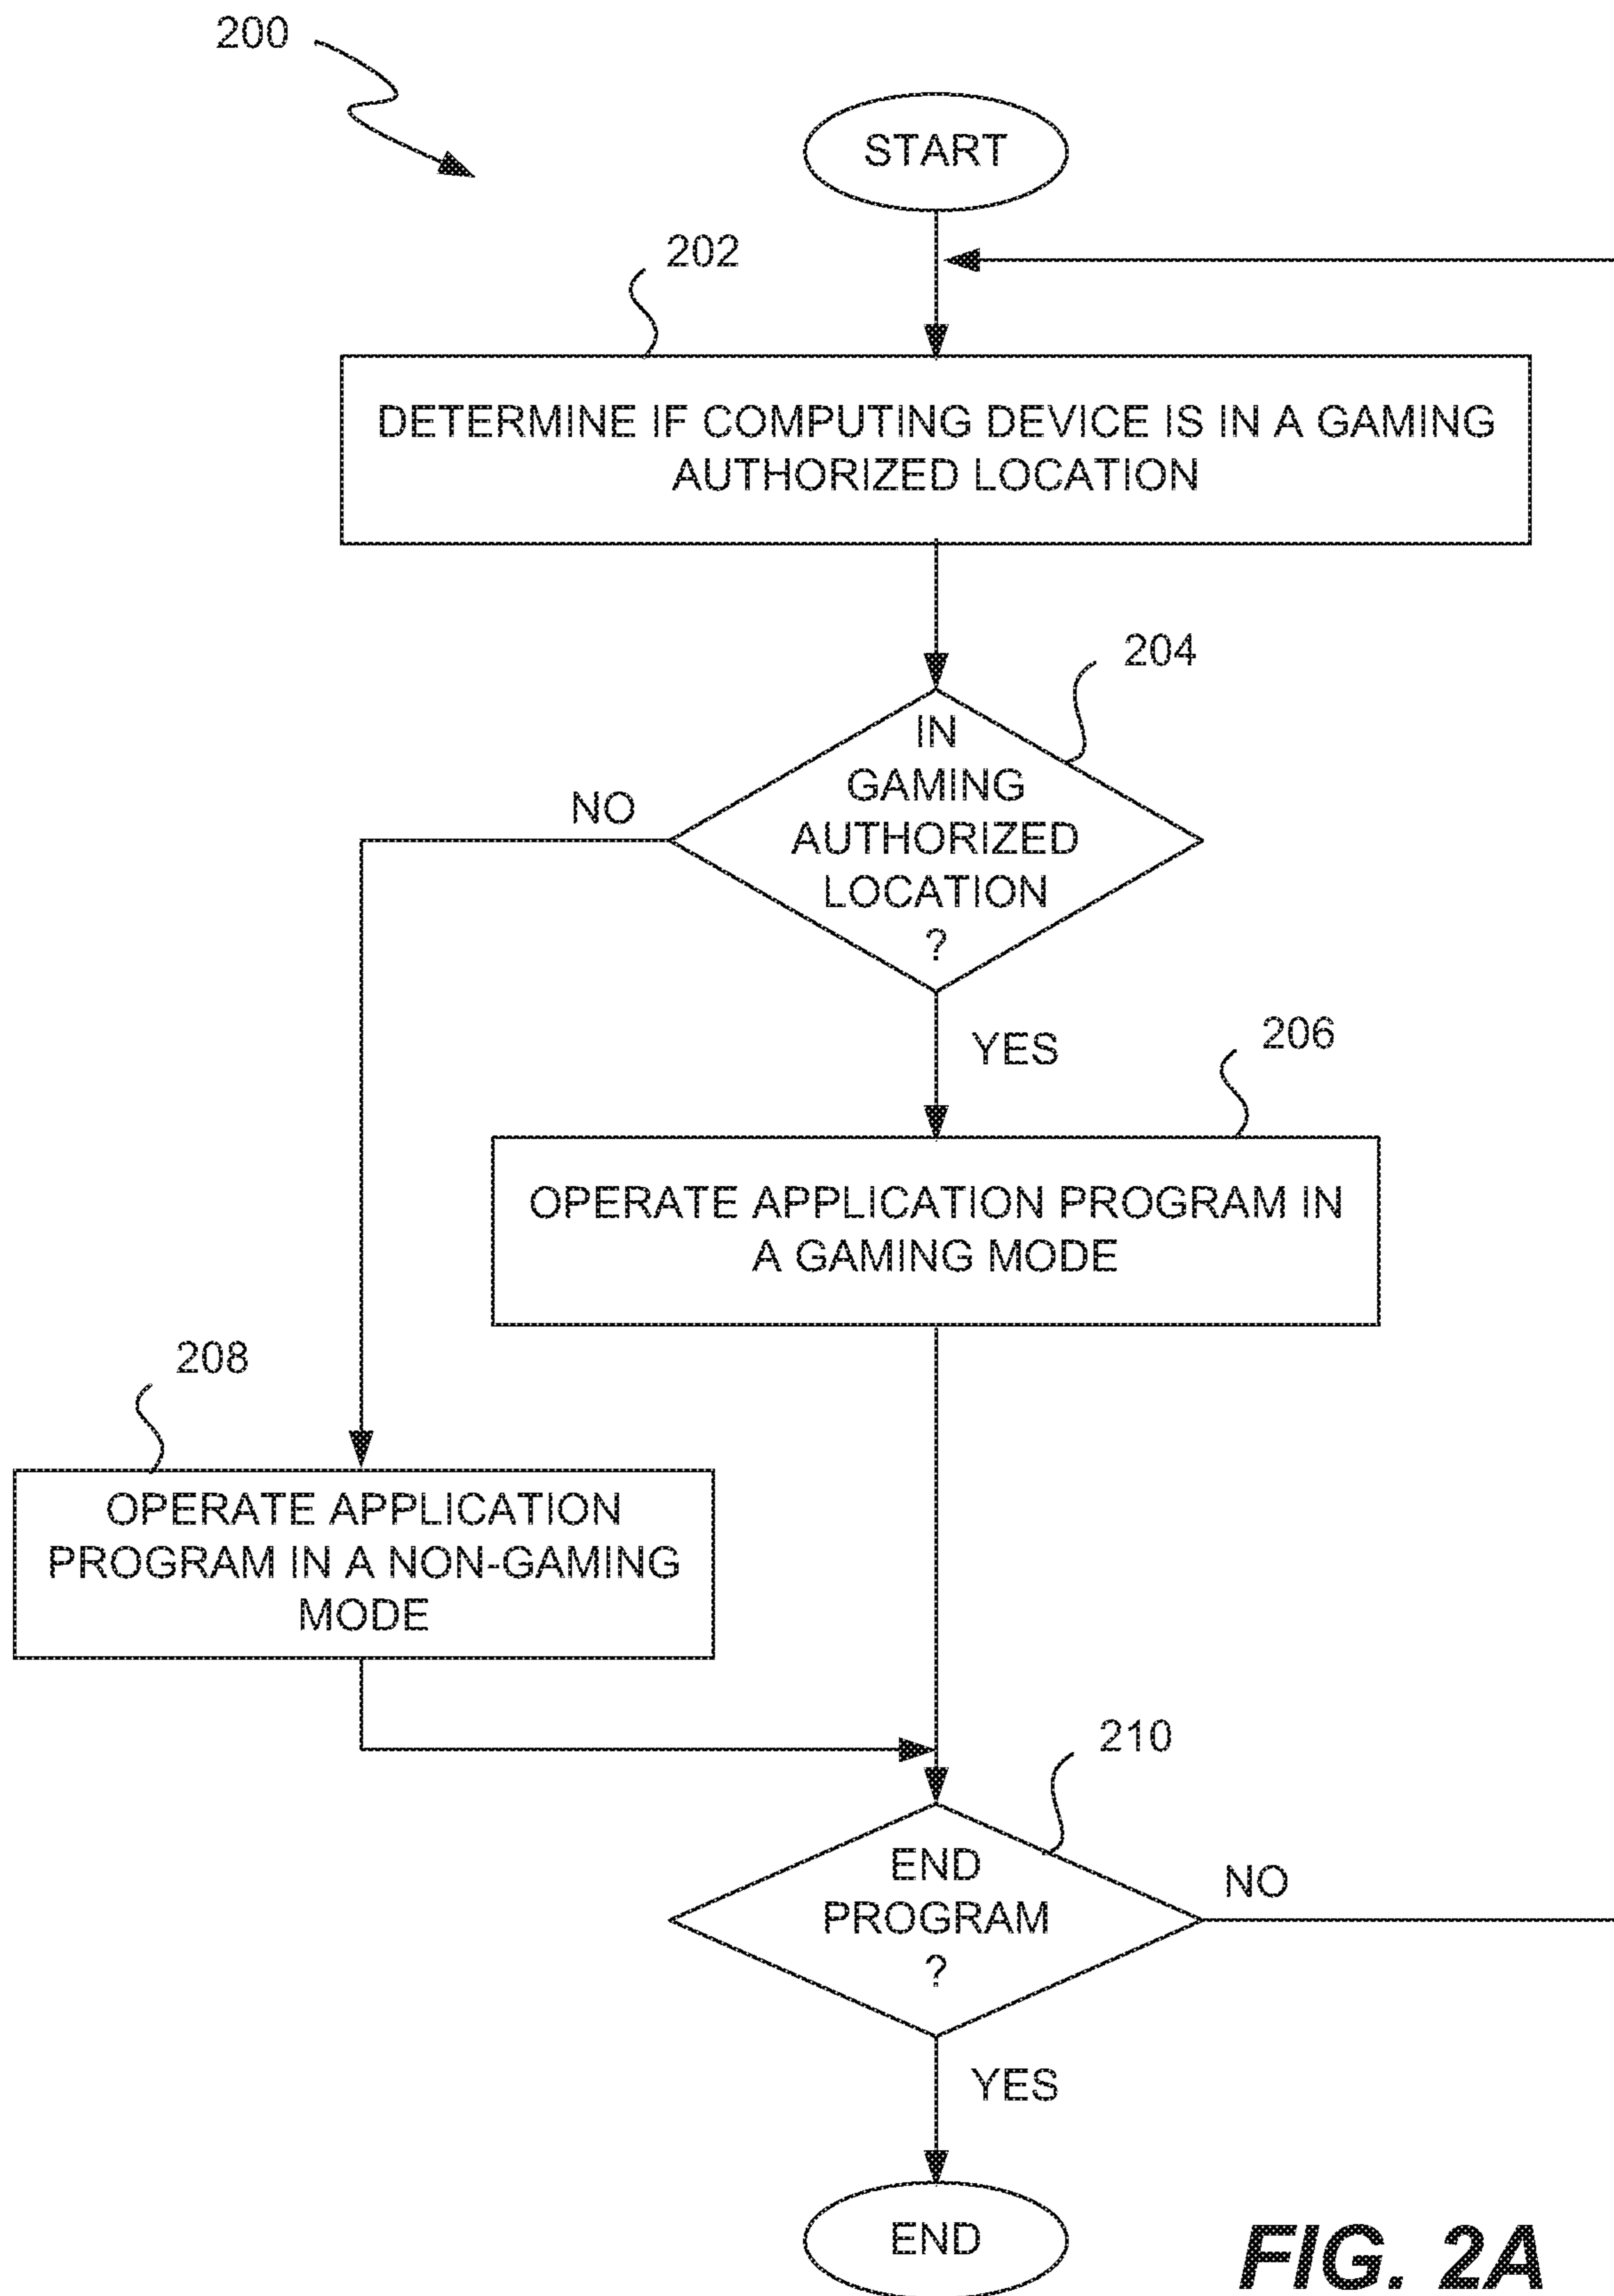 200
START
202
DETERMINE IF COMPUTING DEVICE IS IN A GAMING
AUTHORIZED LOCATION
204
IN
GAMING
AUTHORIZED
LOCATION
?
NO
YES
206
OPERATE APPLICATION PROGRAM IN
A GAMING MODE
208
OPERATE APPLICATION
PROGRAM IN A NON-GAMING
MODE
210
END
PROGRAM
?
NO
YES
END
FIG. 2A